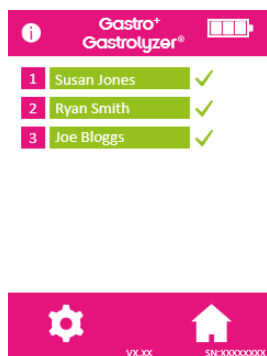 i
Gastro+
Gastrolyzer®
1 Susan Jones
2 Ryan Smith
3 Joe Bloggs
VX.XX SN:XXXXXXXX